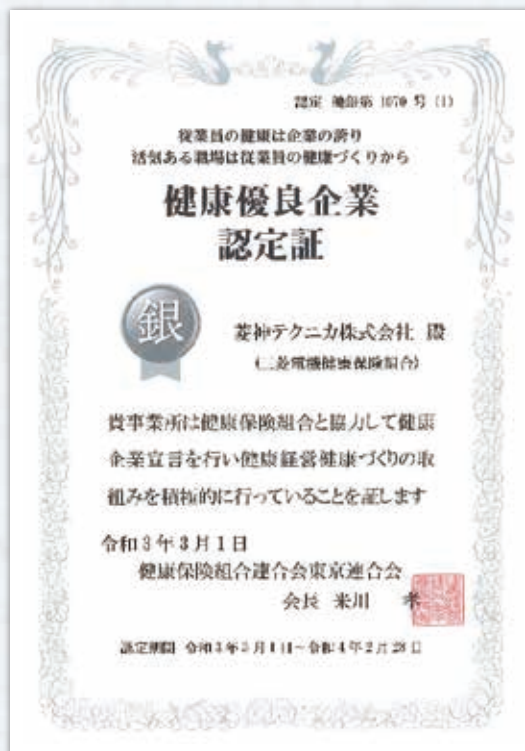 認定 健銀第 1070 号 (1)
従業員の健康は企業の誇り
活気ある職場は従業員の健康づくりから
健康優良企業
認定証
銀
菱神テクニカ株式会社 殿
(三菱電機健康保険組合)
貴事業所は健康保険組合と協力して健康
企業宣言を行い健康経営健康づくりの取
組みを積極的に行っていることを証します
令和3年3月1日
健康保険組合連合会東京連合会
会長 米川 孝
認定期間 令和3年3月1日～令和4年2月28日